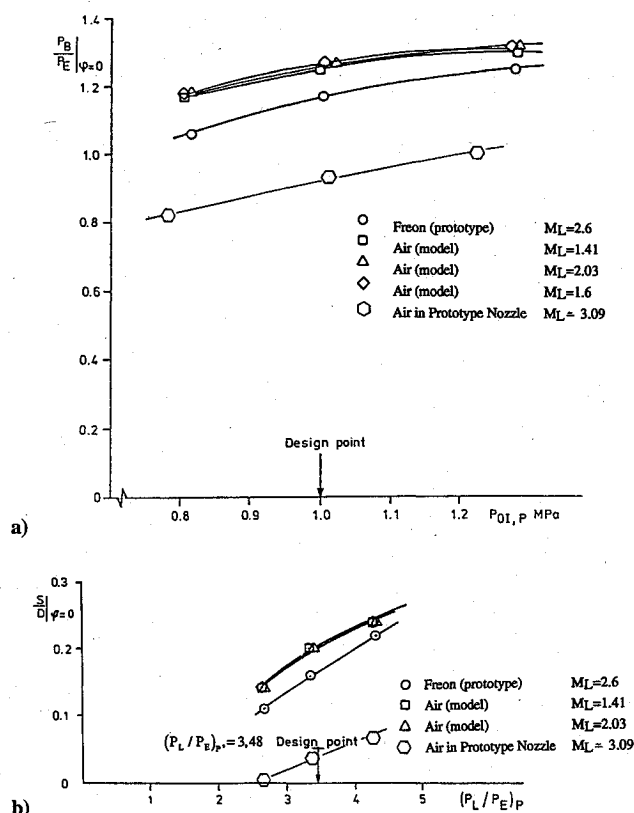 1.4
P_B
P_E |φ=0
1.2
1.0
0.8
0.6
0.4
0.2
0
Freon (prototype) M_L=2.6
Air (model) M_L=1.41
Air (model) M_L=2.03
Air (model) M_L=1.6
Air in Prototype Nozzle M_L≃3.09
Design point
0.8 0.9 1.0 1.1 1.2 P_0I,P MPa
a)
0.3
S
D |φ=0
0.2
0.1
0
Freon (prototype) M_L=2.6
Air (model) M_L=1.41
Air (model) M_L=2.03
Air in Prototype Nozzle M_L≃3.09
(P_L/P_E)_P=3,48 Design point
1 2 3 4 5 (P_L/P_E)_P
b)